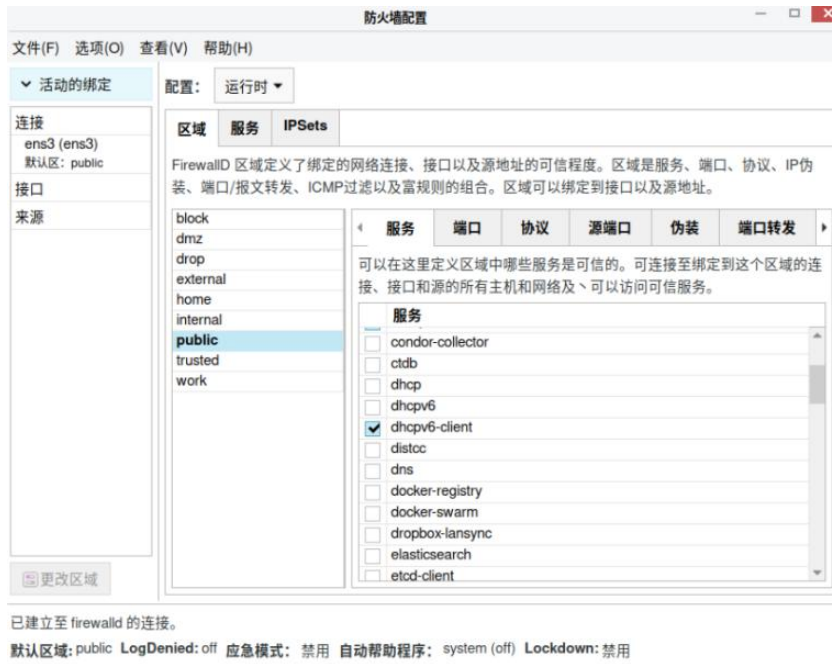 防火墙配置
文件(F) 选项(O) 查看(V) 帮助(H)
活动的绑定
配置: 运行时
连接
ens3 (ens3)
默认区: public
接口
来源
更改区域
区域 服务 IPSets
FirewallD 区域定义了绑定的网络连接、接口以及源地址的可信程度。区域是服务、端口、协议、IP伪
装、端口/报文转发、ICMP过滤以及富规则的组合。区域可以绑定到接口以及源地址。
block
dmz
drop
external
home
internal
public
trusted
work
服务 端口 协议 源端口 伪装 端口转发
可以在这里定义区域中哪些服务是可信的。可连接至绑定到这个区域的连
接、接口和源的所有主机和网络及丶可以访问可信服务。
服务
condor-collector
ctdb
dhcp
dhcpv6
dhcpv6-client
distcc
dns
docker-registry
docker-swarm
dropbox-lansync
elasticsearch
etcd-client
已建立至 firewalld 的连接。
默认区域: public LogDenied: off 应急模式: 禁用 自动帮助程序: system (off) Lockdown: 禁用